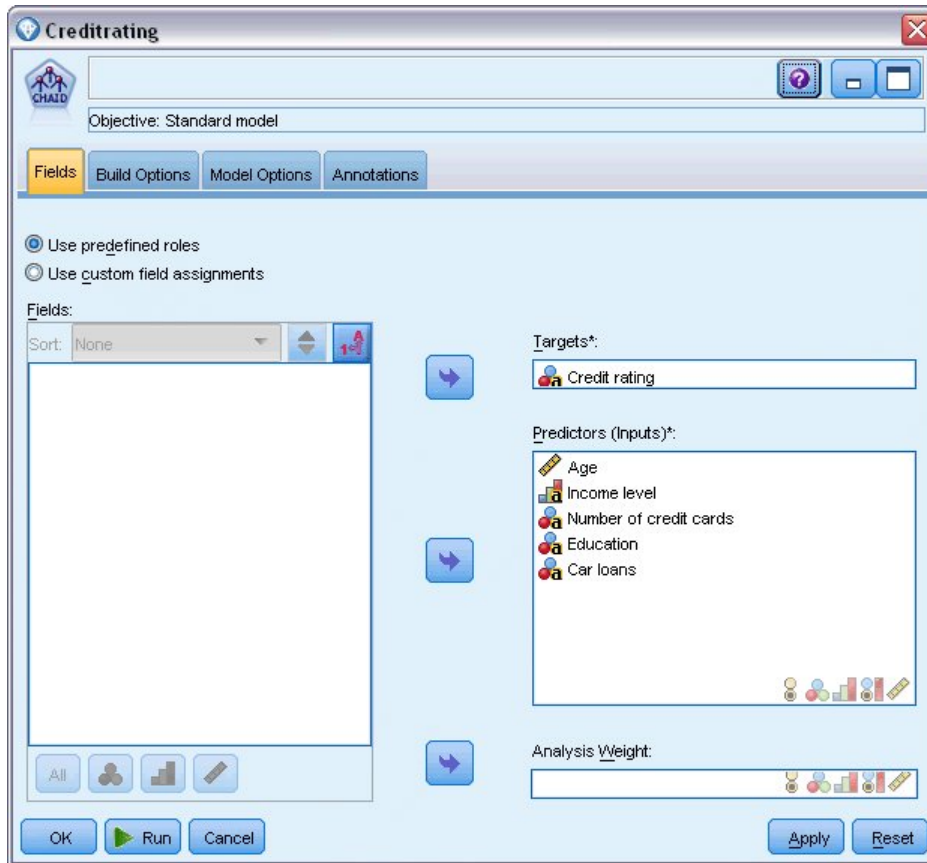 Creditrating
CHAID
Objective: Standard model
Fields Build Options Model Options Annotations
Use predefined roles
Use custom field assignments
Fields:
Sort: None
Targets*:
Credit rating
Predictors (Inputs)*:
Age
Income level
Number of credit cards
Education
Car loans
All
Analysis Weight:
OK Run Cancel Apply Reset